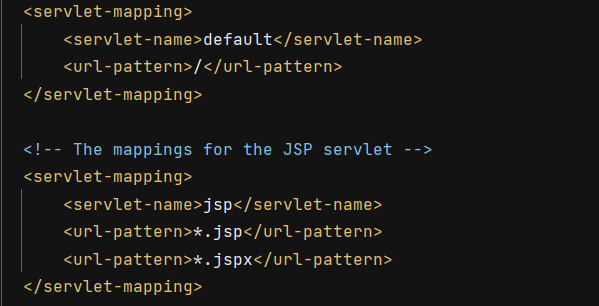 <servlet-mapping>
    <servlet-name>default</servlet-name>
    <url-pattern>/</url-pattern>
</servlet-mapping>

<!-- The mappings for the JSP servlet -->
<servlet-mapping>
    <servlet-name>jsp</servlet-name>
    <url-pattern>*.jsp</url-pattern>
    <url-pattern>*.jspx</url-pattern>
</servlet-mapping>